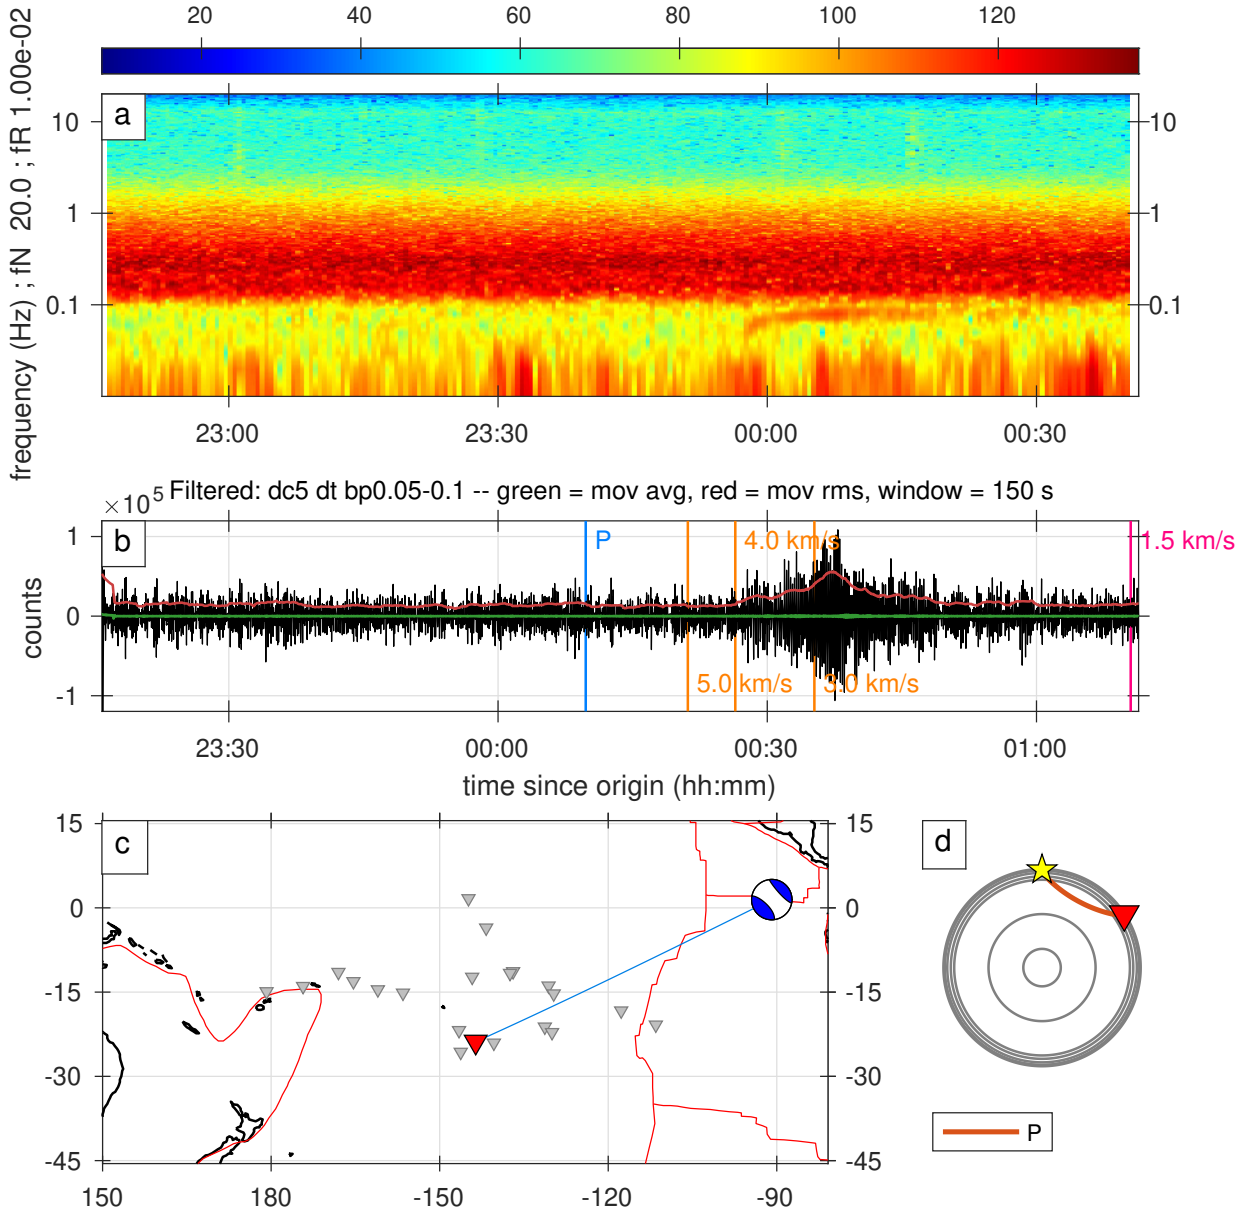 20 40 60 80 100 120
frequency (Hz) ; fN 20.0 ; fR 1.00e-02
a
10 10
1 1
0.1 0.1
23:00 23:30 00:00 00:30
× 10 5 Filtered: dc5 dt bp0.05-0.1 -- green = mov avg, red = mov rms, window = 150 s
b
P
4.0 km/s
1.5 km/s
5.0 km/s
3.0 km/s
counts
1
0
-1
23:30 00:00 00:30 01:00
time since origin (hh:mm)
c
15 15
0 0
-15 -15
-30 -30
-45 -45
150 180 -150 -120 -90
d
P